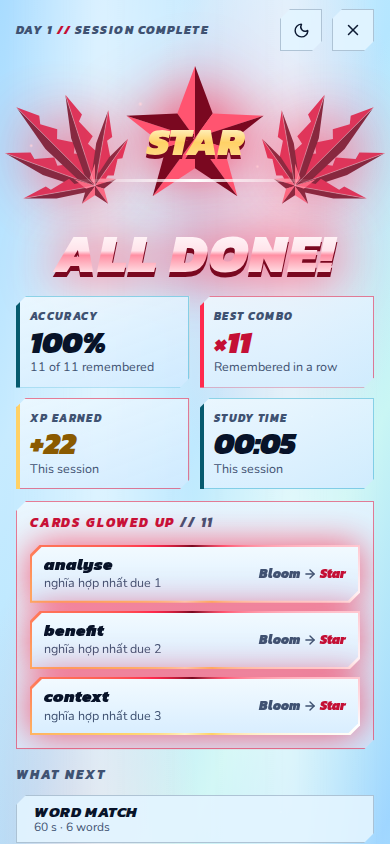 DAY 1 // SESSION COMPLETE
STAR
ALL DONE!
ACCURACY
100%
11 of 11 remembered
BEST COMBO
×11
Remembered in a row
XP EARNED
+22
This session
STUDY TIME
00:05
This session
CARDS GLOWED UP // 11
analyse
nghĩa hợp nhất due 1
Bloom → Star
benefit
nghĩa hợp nhất due 2
Bloom → Star
context
nghĩa hợp nhất due 3
Bloom → Star
WHAT NEXT
WORD MATCH
60 s · 6 words